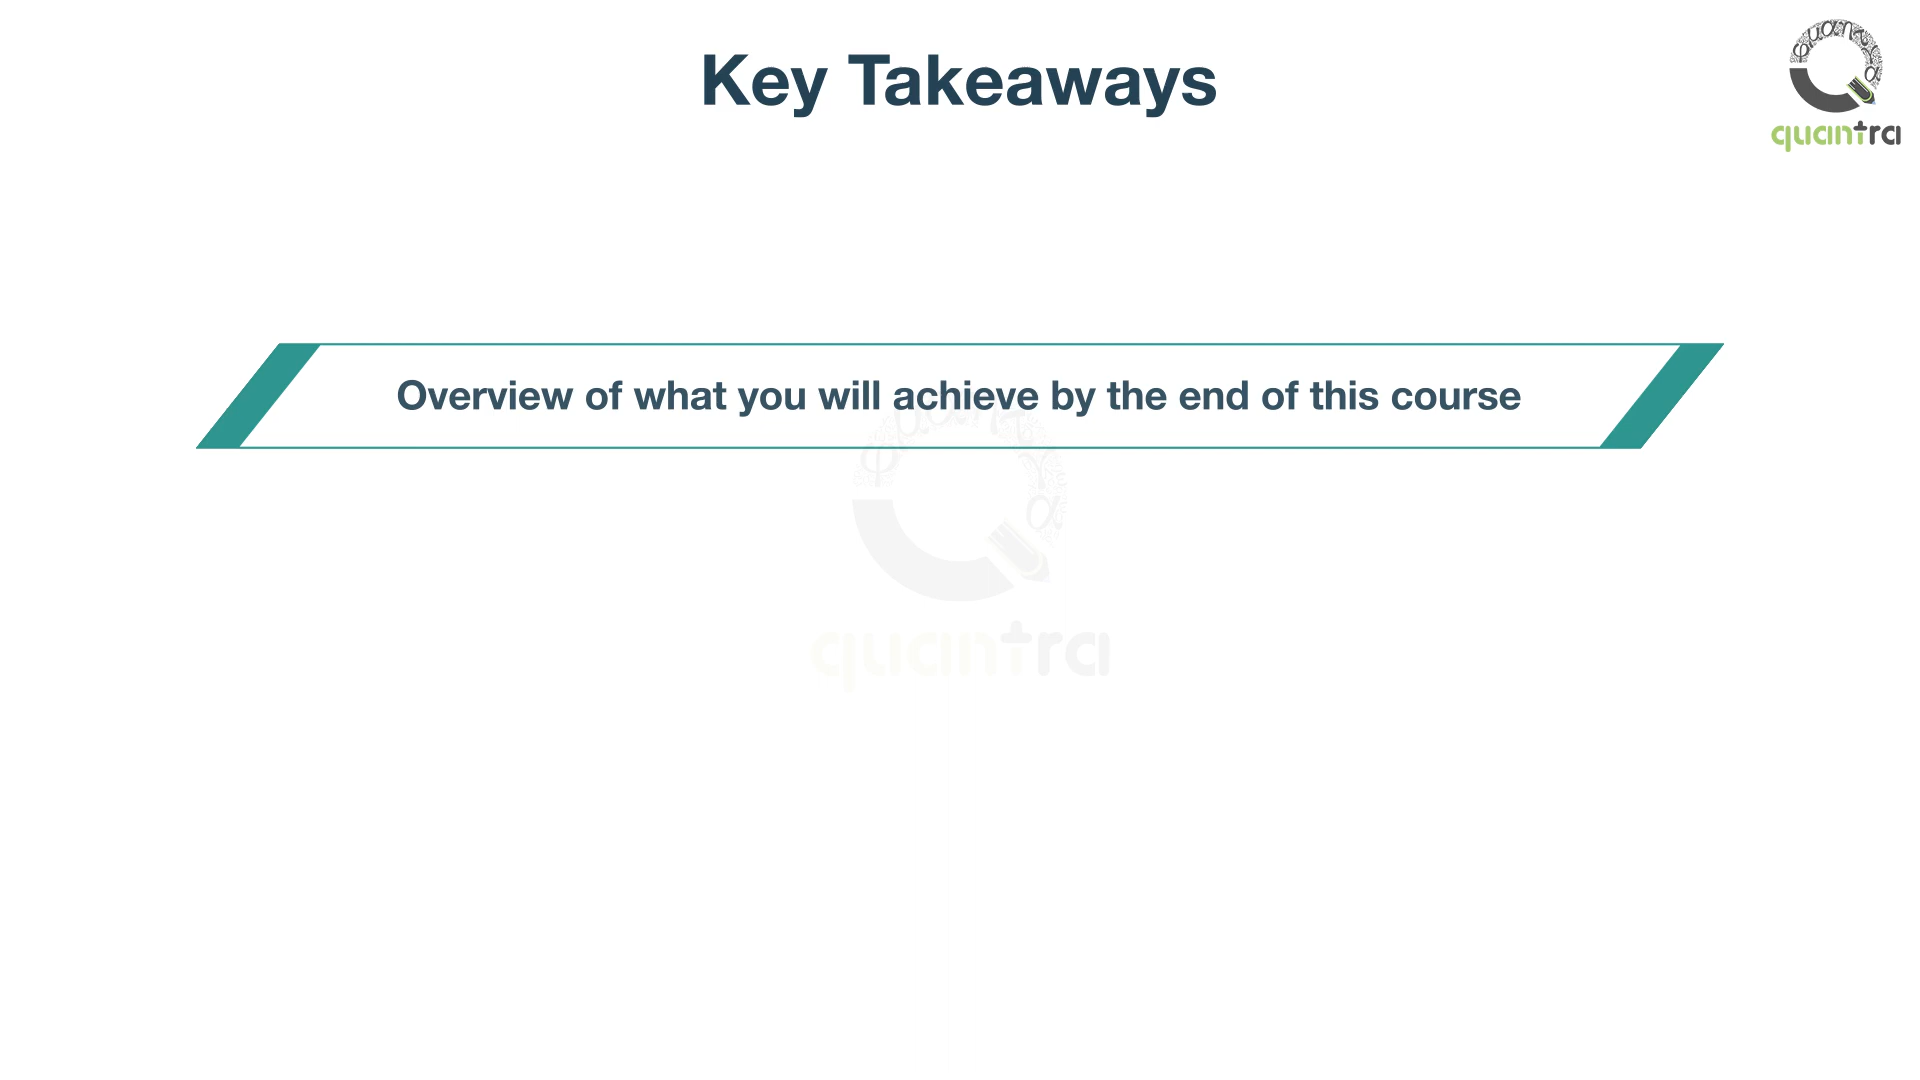 Key Takeaways
quantra
Overview of what you will achieve by the end of this course
quantra